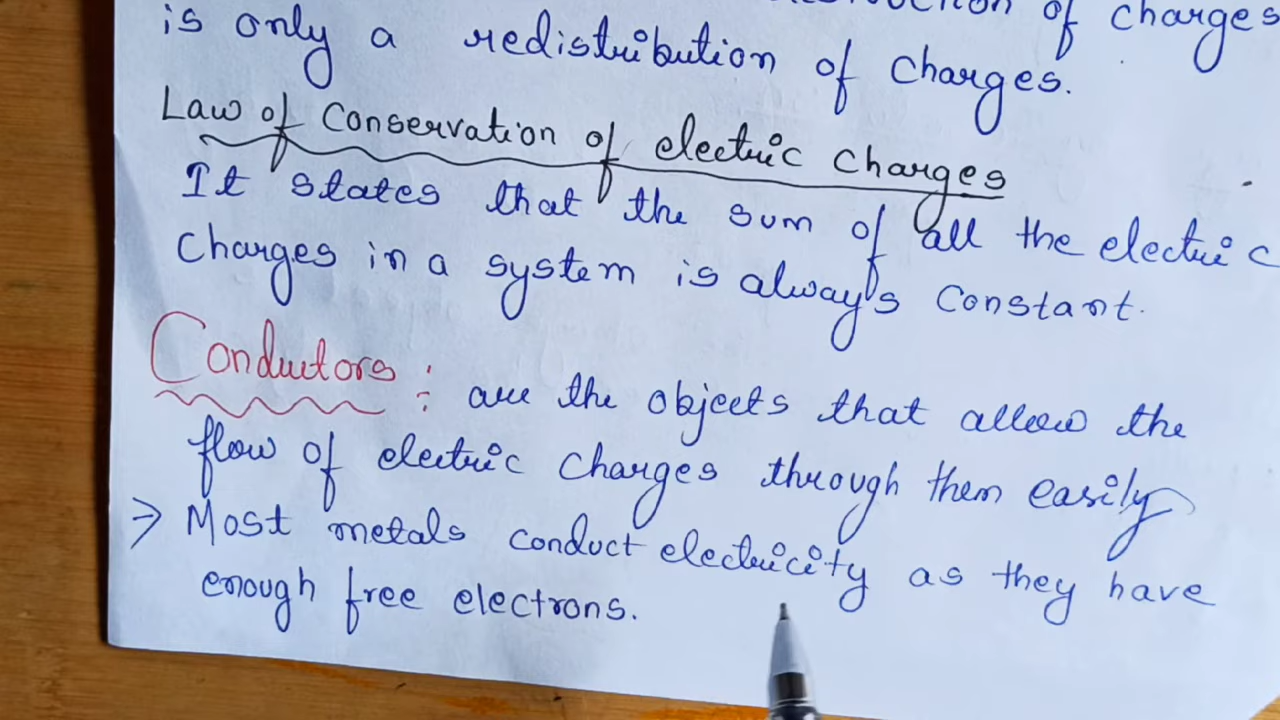 of charges
is only a redistribution of charges.
Law of Conservation of electric charges
It states that the sum of all the electric
charges in a system is always constant.
Conductors : are the objects that allow the
flow of electric charges through them easily
⇒ Most metals conduct electricity as they have
enough free electrons.